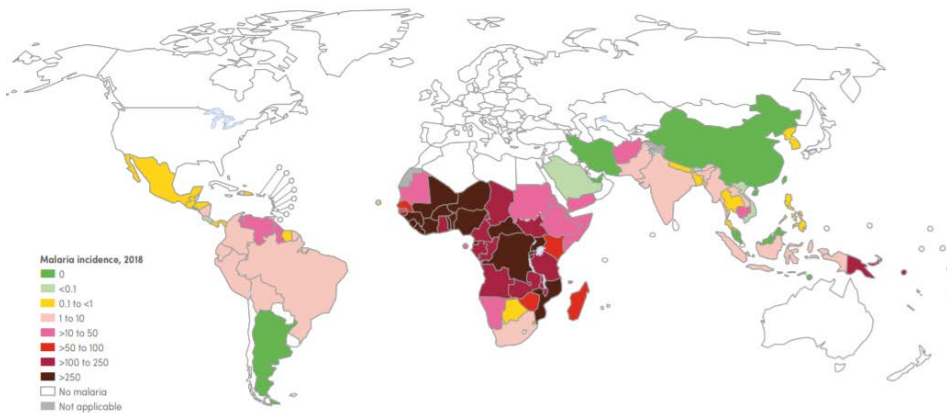 Malaria incidence, 2018
0
<0.1
0.1 to <1
1 to 10
>10 to 50
>50 to 100
>100 to 250
>250
No malaria
Not applicable